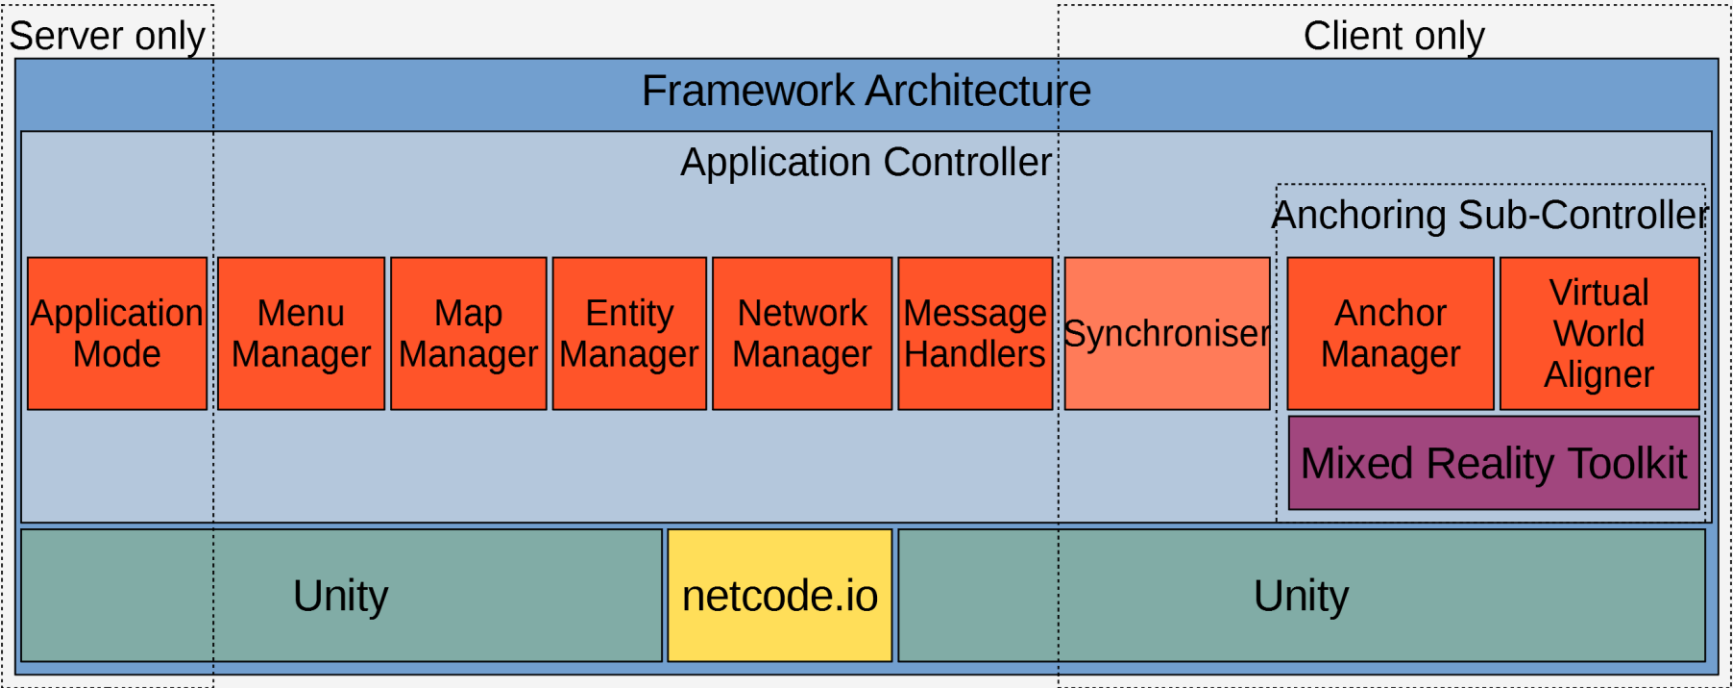 Server only
Client only
Framework Architecture
Application Controller
Anchoring Sub-Controller
Application
Mode
Menu
Manager
Map
Manager
Entity
Manager
Network
Manager
Message
Handlers
Synchroniser
Anchor
Manager
Virtual
World
Aligner
Mixed Reality Toolkit
Unity
netcode.io
Unity